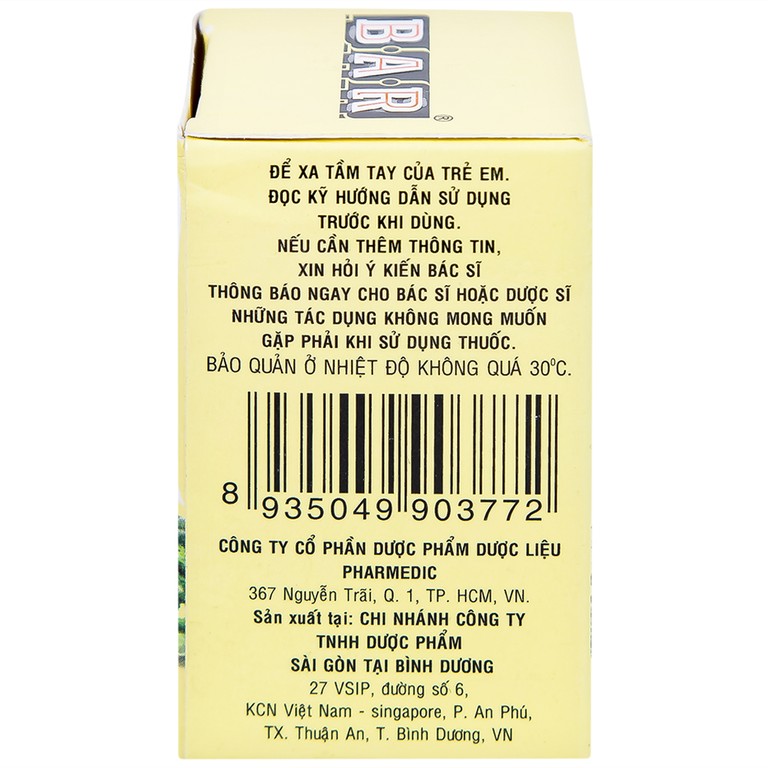 BAR®
ĐỂ XA TẦM TAY CỦA TRẺ EM.
ĐỌC KỸ HƯỚNG DẪN SỬ DỤNG
TRƯỚC KHI DÙNG.
NẾU CẦN THÊM THÔNG TIN,
XIN HỎI Ý KIẾN BÁC SĨ
THÔNG BÁO NGAY CHO BÁC SĨ HOẶC DƯỢC SĨ
NHỮNG TÁC DỤNG KHÔNG MONG MUỐN
GẶP PHẢI KHI SỬ DỤNG THUỐC.
BẢO QUẢN Ở NHIỆT ĐỘ KHÔNG QUÁ 30⁰C.
8 935049 903772
CÔNG TY CỔ PHẦN DƯỢC PHẨM DƯỢC LIỆU
PHARMEDIC
367 Nguyễn Trãi, Q. 1, TP. HCM, VN.
Sản xuất tại: CHI NHÁNH CÔNG TY
TNHH DƯỢC PHẨM
SÀI GÒN TẠI BÌNH DƯƠNG
27 VSIP, đường số 6,
KCN Việt Nam - singapore, P. An Phú,
TX. Thuận An, T. Bình Dương, VN